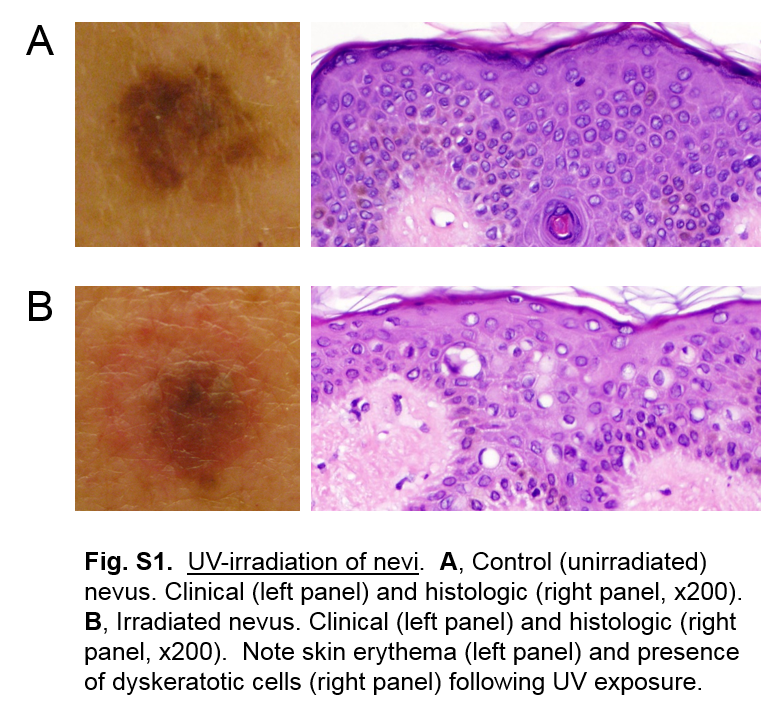 A
B
Fig. S1. UV-irradiation of nevi. A, Control (unirradiated)
nevus. Clinical (left panel) and histologic (right panel, x200).
B, Irradiated nevus. Clinical (left panel) and histologic (right
panel, x200). Note skin erythema (left panel) and presence
of dyskeratotic cells (right panel) following UV exposure.